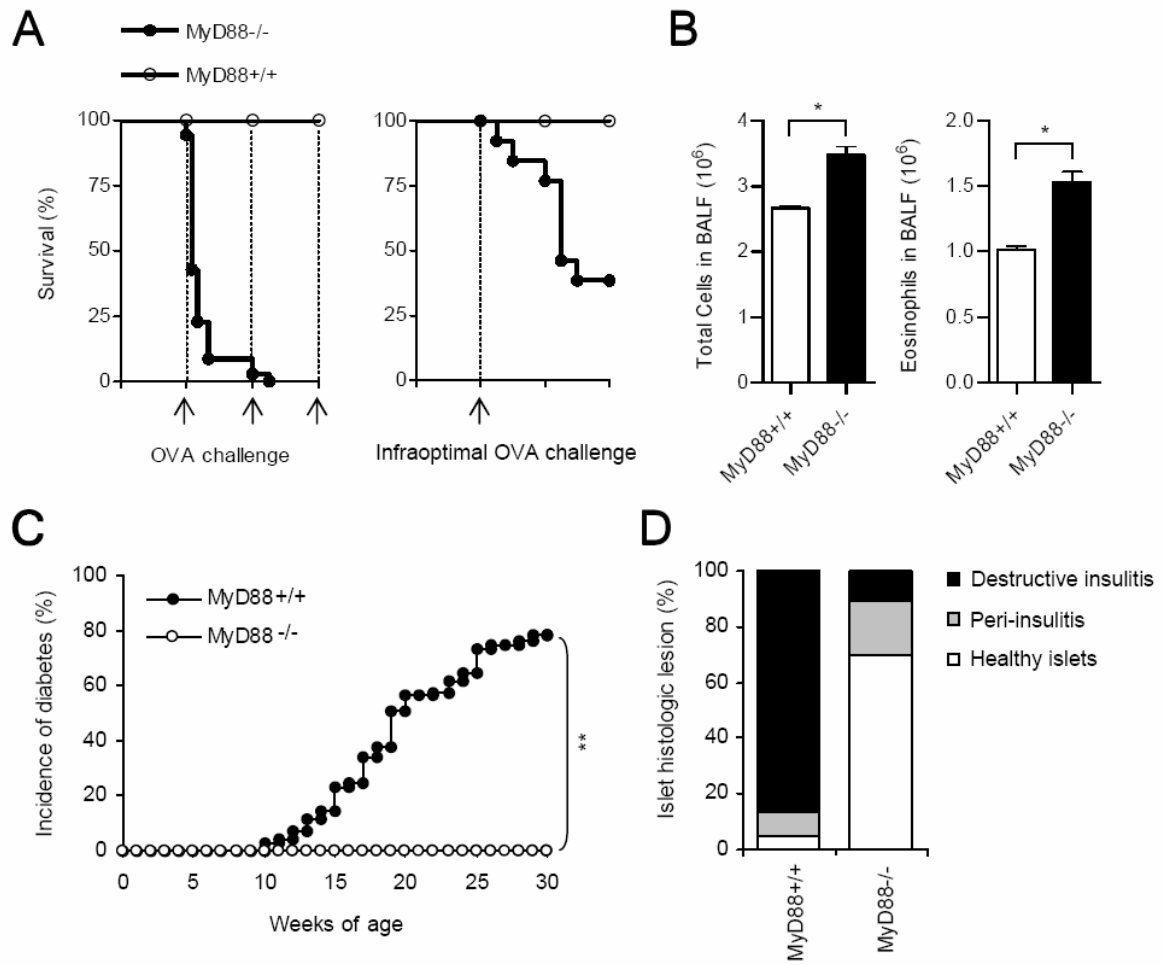 A
MyD88-/-
MyD88+/+
Survival (%)
100
75
50
25
0
OVA challenge
100
75
50
25
0
Infraoptimal OVA challenge
B
Total Cells in BALF (10⁶)
4
3
2
1
0
*
MyD88+/+
MyD88-/-
Eosinophils in BALF (10⁶)
2.0
1.5
1.0
0.5
0.0
*
MyD88+/+
MyD88-/-
C
Incidence of diabetes (%)
100
80
60
40
20
0
MyD88+/+
MyD88 -/-
**
0 5 10 15 20 25 30
Weeks of age
D
Islet histologic lesion (%)
100
80
60
40
20
0
MyD88+/+
MyD88-/-
Destructive insulitis
Peri-insulitis
Healthy islets